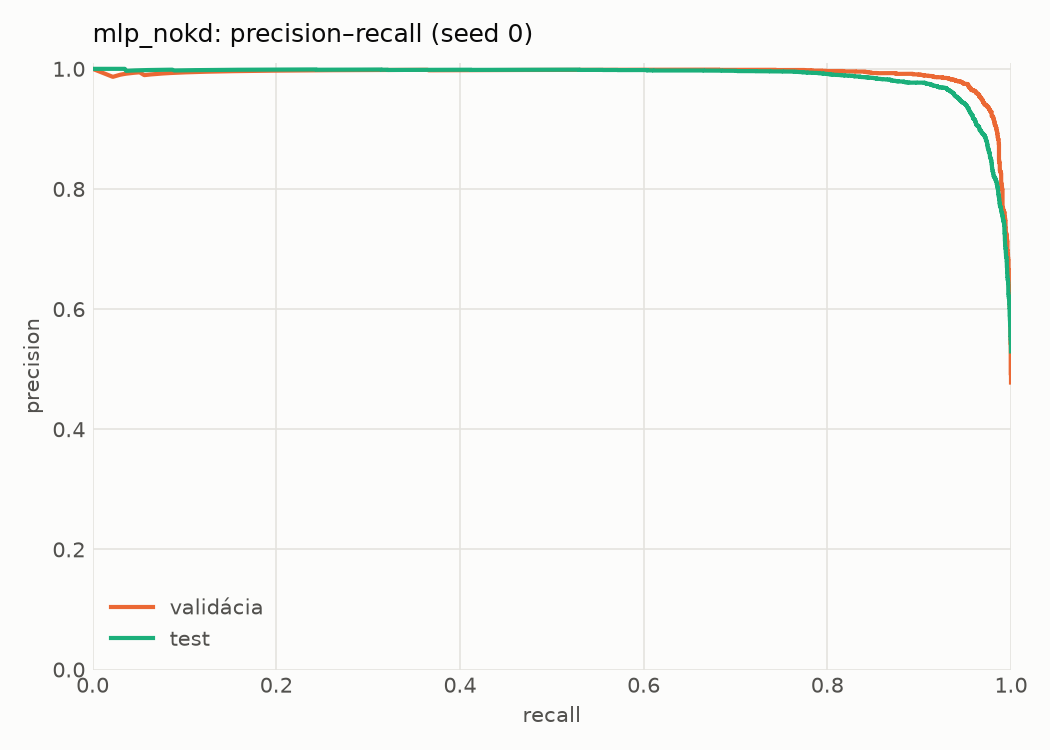 mlp_nokd: precision–recall (seed 0)
1.0
0.8
0.6
0.4
0.2
0.0
precision
validácia
test
0.0 0.2 0.4 0.6 0.8 1.0
recall